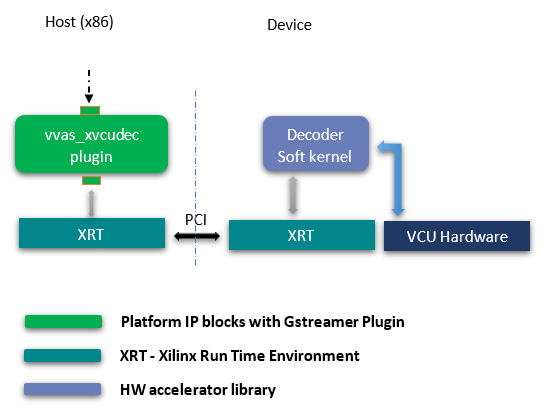 Host (x86)
Device
vvas_xvcudec
plugin
Decoder
Soft kernel
PCI
XRT
XRT
VCU Hardware
Platform IP blocks with Gstreamer Plugin
XRT - Xilinx Run Time Environment
HW accelerator library